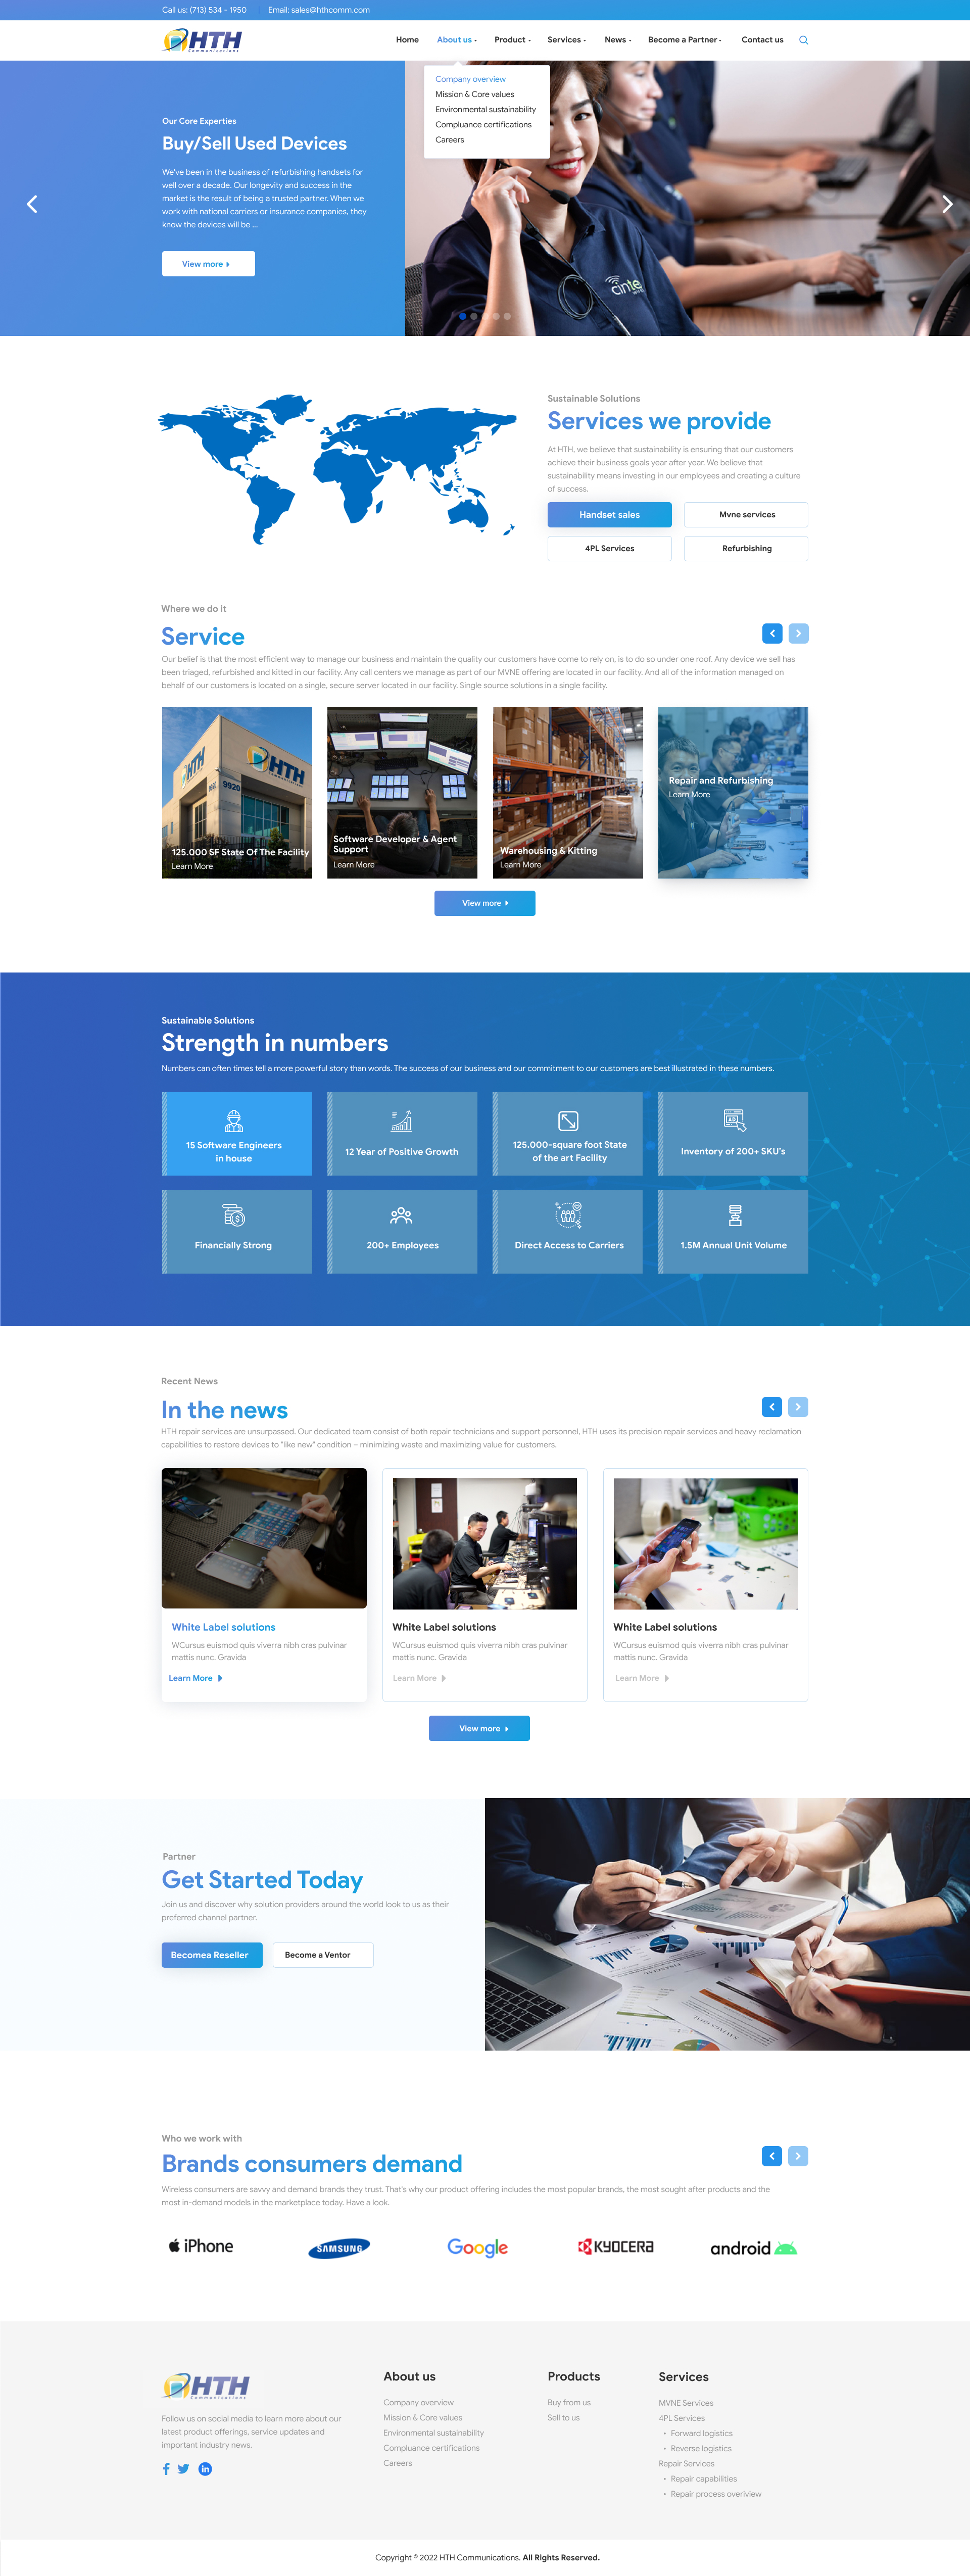 Call us: (713) 534 - 1950 | Email: sales@hthcomm.com
HTH
Communications
Home About us Product Services News Become a Partner Contact us
Company overview
Mission & Core values
Environmental sustainability
Compluance certifications
Careers
Our Core Experties
Buy/Sell Used Devices
We've been in the business of refurbishing handsets for
well over a decade. Our longevity and success in the
market is the result of being a trusted partner. When we
work with national carriers or insurance companies, they
know the devices will be ...
View more
cinte
Sustainable Solutions
Services we provide
At HTH, we believe that sustainability is ensuring that our customers
achieve their business goals year after year. We believe that
sustainability means investing in our employees and creating a culture
of success.
Handset sales
Mvne services
4PL Services
Refurbishing
Where we do it
Service
Our belief is that the most efficient way to manage our business and maintain the quality our customers have come to rely on, is to do so under one roof. Any device we sell has
been triaged, refurbished and kitted in our facility. Any call centers we manage as part of our MVNE offering are located in our facility. And all of the information managed on
behalf of our customers is located on a single, secure server located in our facility. Single source solutions in a single facility.
HTH
HTH
9920
125.000 SF State Of The Facility
Learn More
Software Developer & Agent
Support
Learn More
Warehousing & Kitting
Learn More
Repair and Refurbishing
Learn More
View more
Sustainable Solutions
Strength in numbers
Numbers can often times tell a more powerful story than words. The success of our business and our commitment to our customers are best illustrated in these numbers.
15 Software Engineers
in house
12 Year of Positive Growth
125.000-square foot State
of the art Facility
AD
Inventory of 200+ SKU's
Financially Strong
200+ Employees
Direct Access to Carriers
1.5M Annual Unit Volume
Recent News
In the news
HTH repair services are unsurpassed. Our dedicated team consist of both repair technicians and support personnel, HTH uses its precision repair services and heavy reclamation
capabilities to restore devices to "like new" condition – minimizing waste and maximizing value for customers.
White Label solutions
WCursus euismod quis viverra nibh cras pulvinar
mattis nunc. Gravida
Learn More
White Label solutions
WCursus euismod quis viverra nibh cras pulvinar
mattis nunc. Gravida
Learn More
White Label solutions
WCursus euismod quis viverra nibh cras pulvinar
mattis nunc. Gravida
Learn More
View more
Partner
Get Started Today
Join us and discover why solution providers around the world look to us as their
preferred channel partner.
Becomea Reseller
Become a Ventor
Who we work with
Brands consumers demand
Wireless consumers are savvy and demand brands they trust. That's why our product offering includes the most popular brands, the most sought after products and the
most in-demand models in the marketplace today. Have a look.
iPhone
SAMSUNG
Google
KYOCERA
android
HTH
Communications
Follow us on social media to learn more about our
latest product offerings, service updates and
important industry news.
in
About us
Company overview
Mission & Core values
Environmental sustainability
Compluance certifications
Careers
Products
Buy from us
Sell to us
Services
MVNE Services
4PL Services
• Forward logistics
• Reverse logistics
Repair Services
• Repair capabilities
• Repair process overiview
Copyright © 2022 HTH Communications. All Rights Reserved.